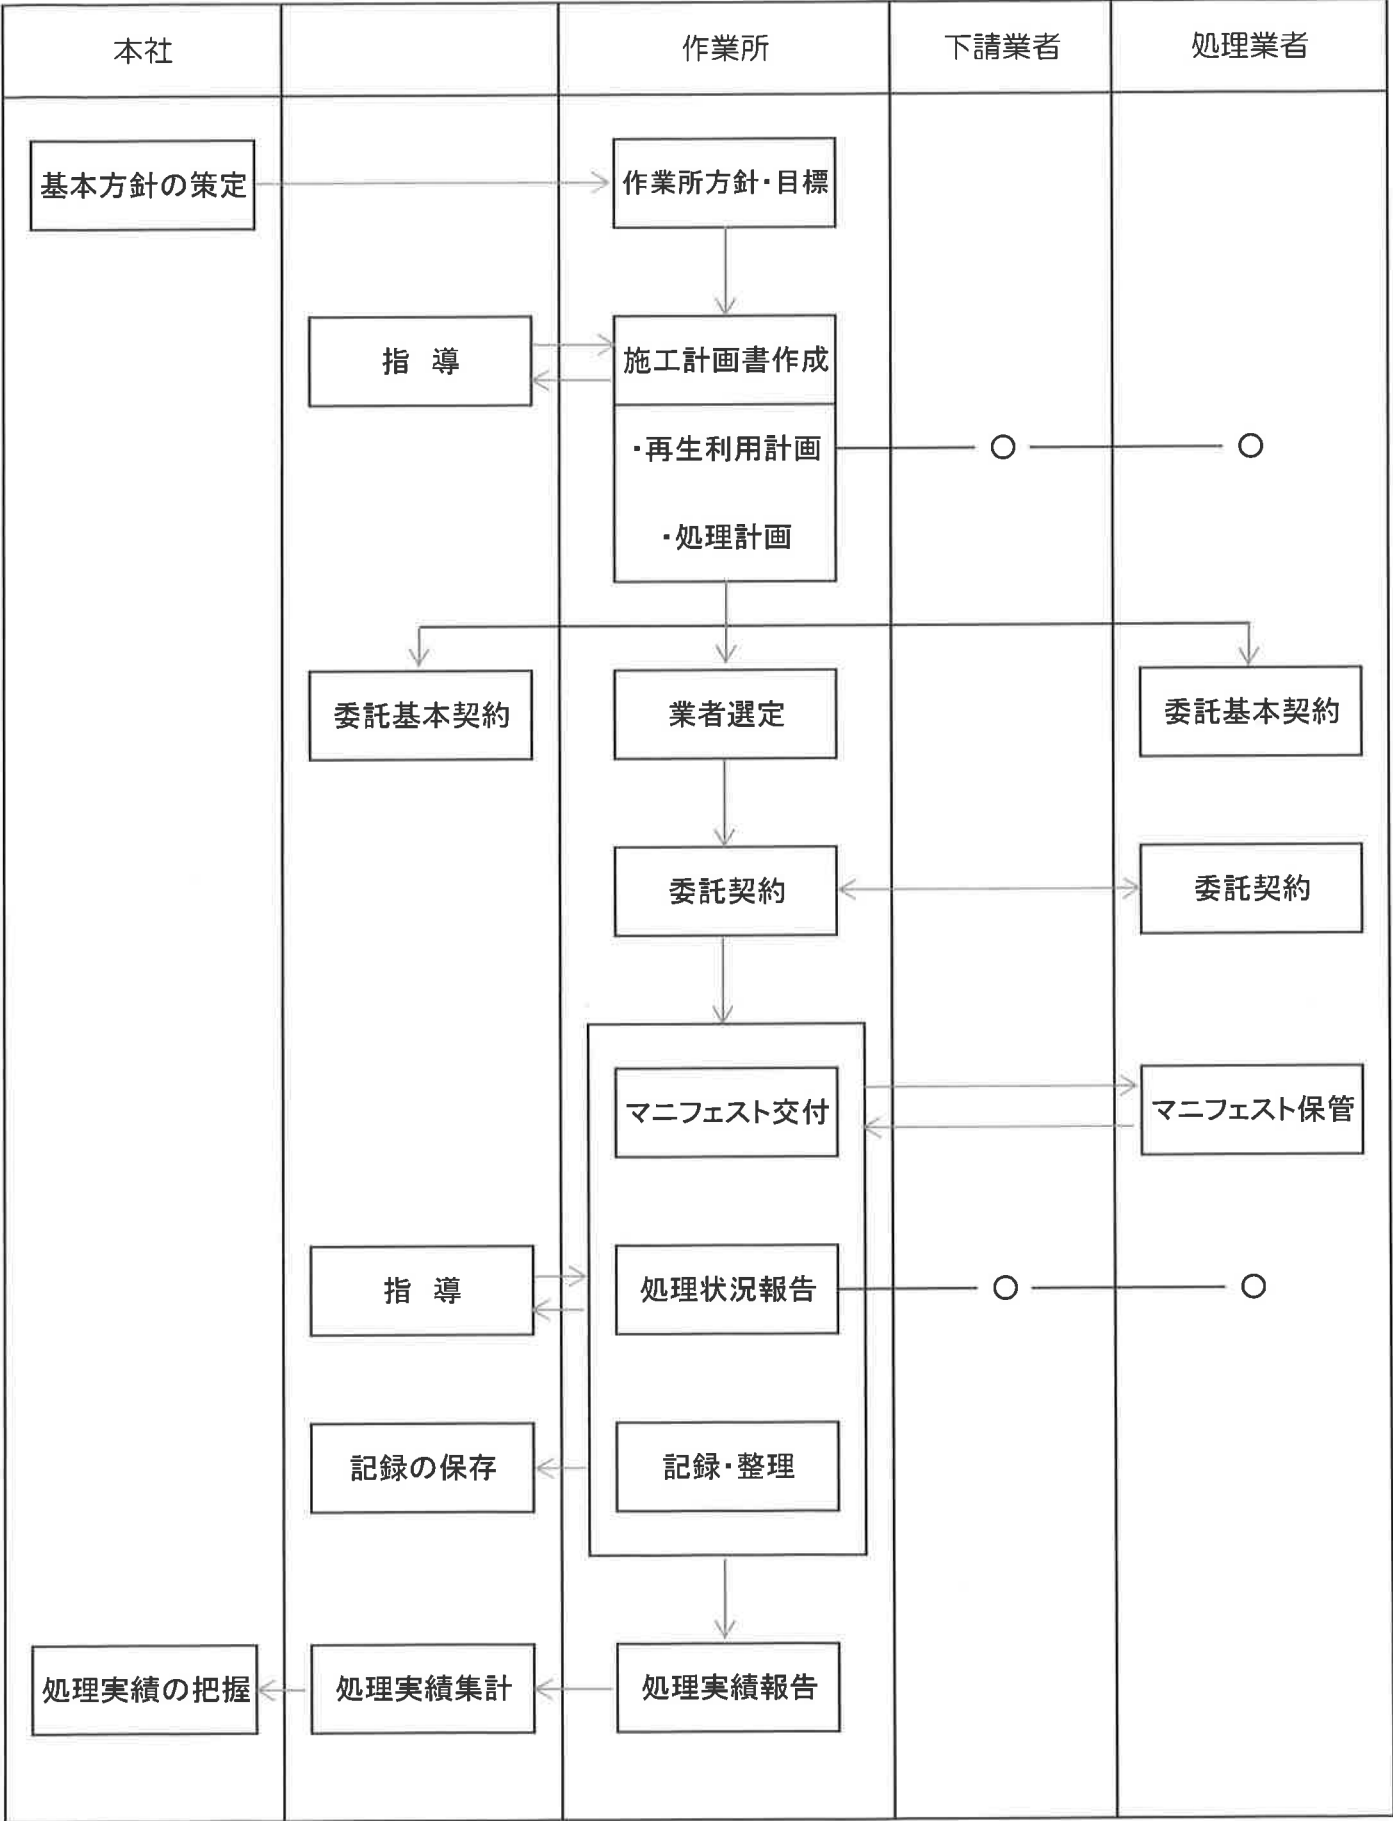 本社
作業所
下請業者
処理業者
基本方針の策定
作業所方針・目標
指 導
施工計画書作成
・再生利用計画
・処理計画
委託基本契約
業者選定
委託基本契約
委託契約
委託契約
マニフェスト交付
マニフェスト保管
指 導
処理状況報告
記録の保存
記録・整理
処理実績の把握
処理実績集計
処理実績報告